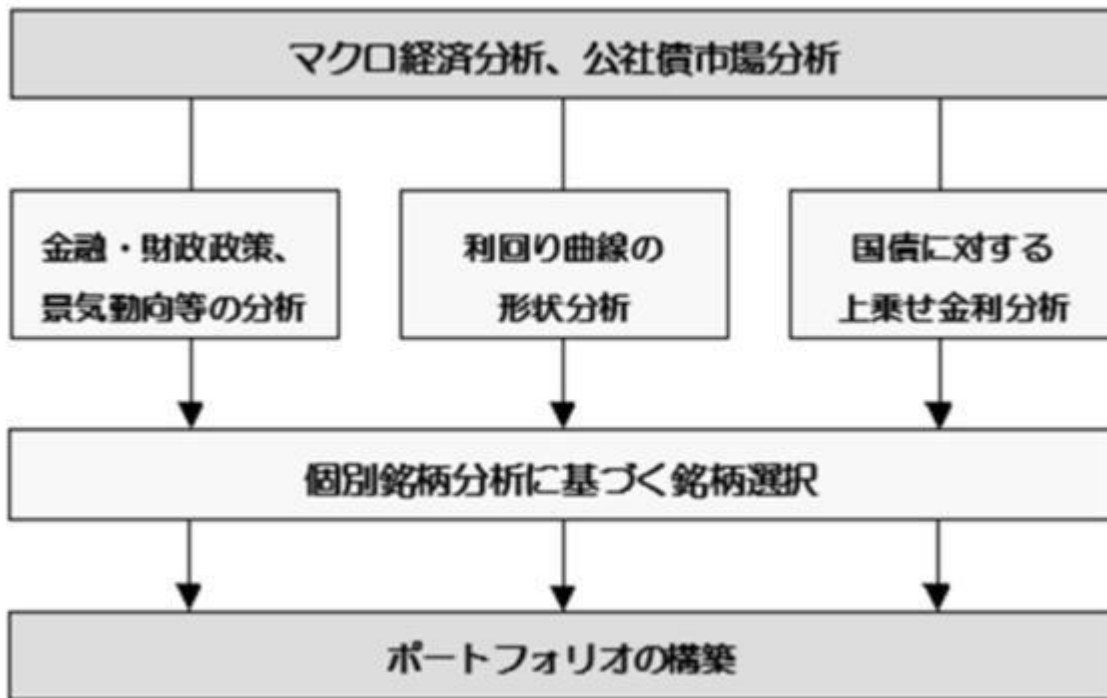 マクロ経済分析、公社債市場分析
金融・財政政策、
景気動向等の分析
利回り曲線の
形状分析
国債に対する
上乗せ金利分析
個別銘柄分析に基づく銘柄選択
ポートフォリオの構築